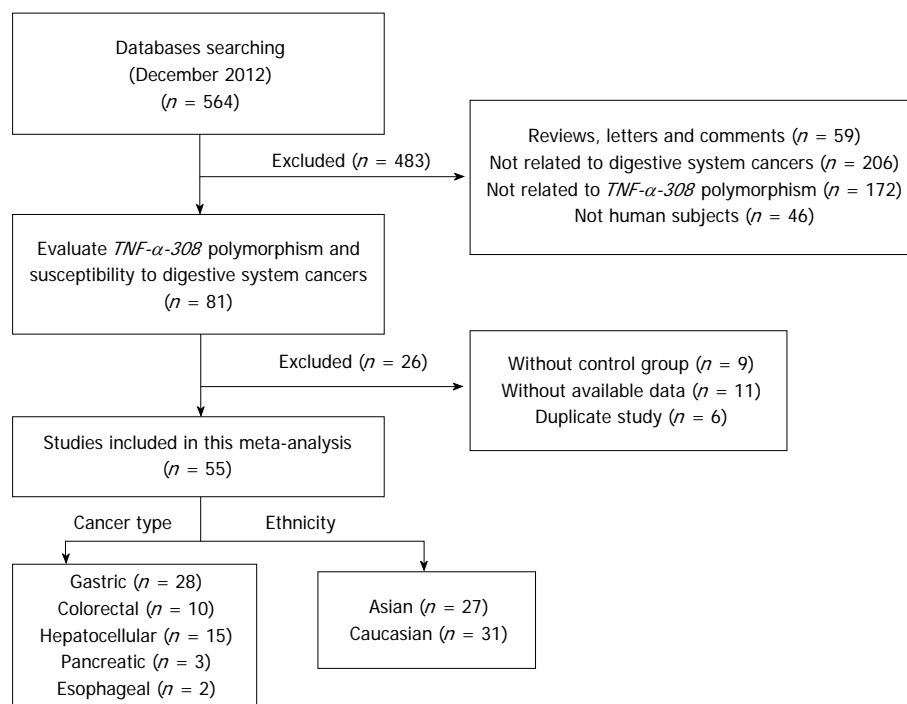 Databases searching
(December 2012)
(n = 564)
Excluded (n = 483)
Reviews, letters and comments (n = 59)
Not related to digestive system cancers (n = 206)
Not related to TNF-α-308 polymorphism (n = 172)
Not human subjects (n = 46)
Evaluate TNF-α-308 polymorphism and
susceptibility to digestive system cancers
(n = 81)
Excluded (n = 26)
Without control group (n = 9)
Without available data (n = 11)
Duplicate study (n = 6)
Studies included in this meta-analysis
(n = 55)
Cancer type
Ethnicity
Gastric (n = 28)
Colorectal (n = 10)
Hepatocellular (n = 15)
Pancreatic (n = 3)
Esophageal (n = 2)
Asian (n = 27)
Caucasian (n = 31)